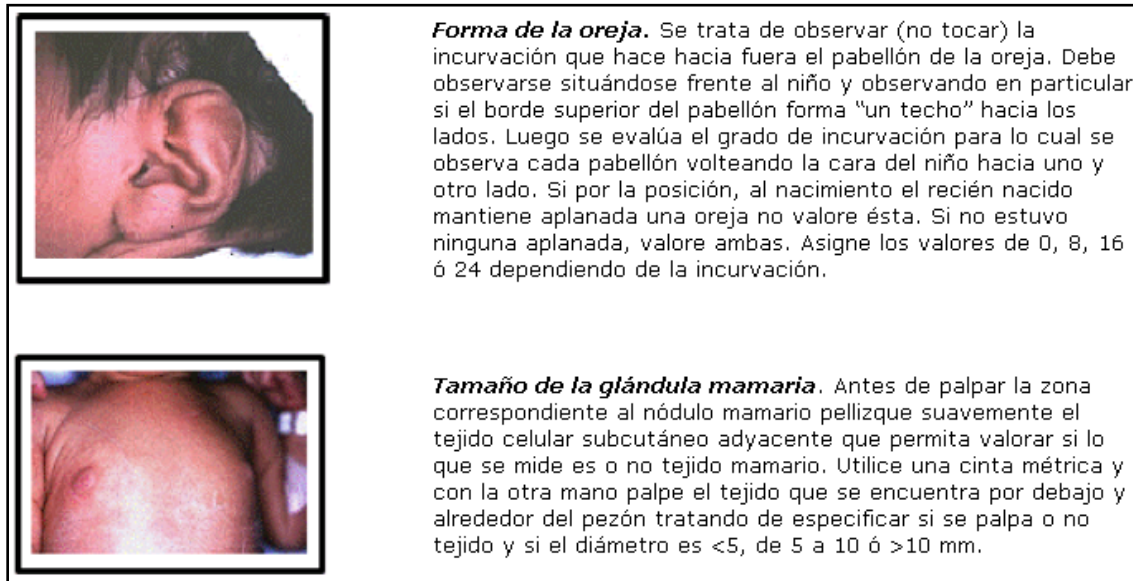 Forma de la oreja. Se trata de observar (no tocar) la
incurvación que hace hacia fuera el pabellón de la oreja. Debe
observarse situándose frente al niño y observando en particular
si el borde superior del pabellón forma "un techo" hacia los
lados. Luego se evalúa el grado de incurvación para lo cual se
observa cada pabellón volteando la cara del niño hacia uno y
otro lado. Si por la posición, al nacimiento el recién nacido
mantiene aplanada una oreja no valore ésta. Si no estuvo
ninguna aplanada, valore ambas. Asigne los valores de 0, 8, 16
ó 24 dependiendo de la incurvación.
Tamaño de la glándula mamaria. Antes de palpar la zona
correspondiente al nódulo mamario pellizque suavemente el
tejido celular subcutáneo adyacente que permita valorar si lo
que se mide es o no tejido mamario. Utilice una cinta métrica y
con la otra mano palpe el tejido que se encuentra por debajo y
alrededor del pezón tratando de especificar si se palpa o no
tejido y si el diámetro es <5, de 5 a 10 ó >10 mm.